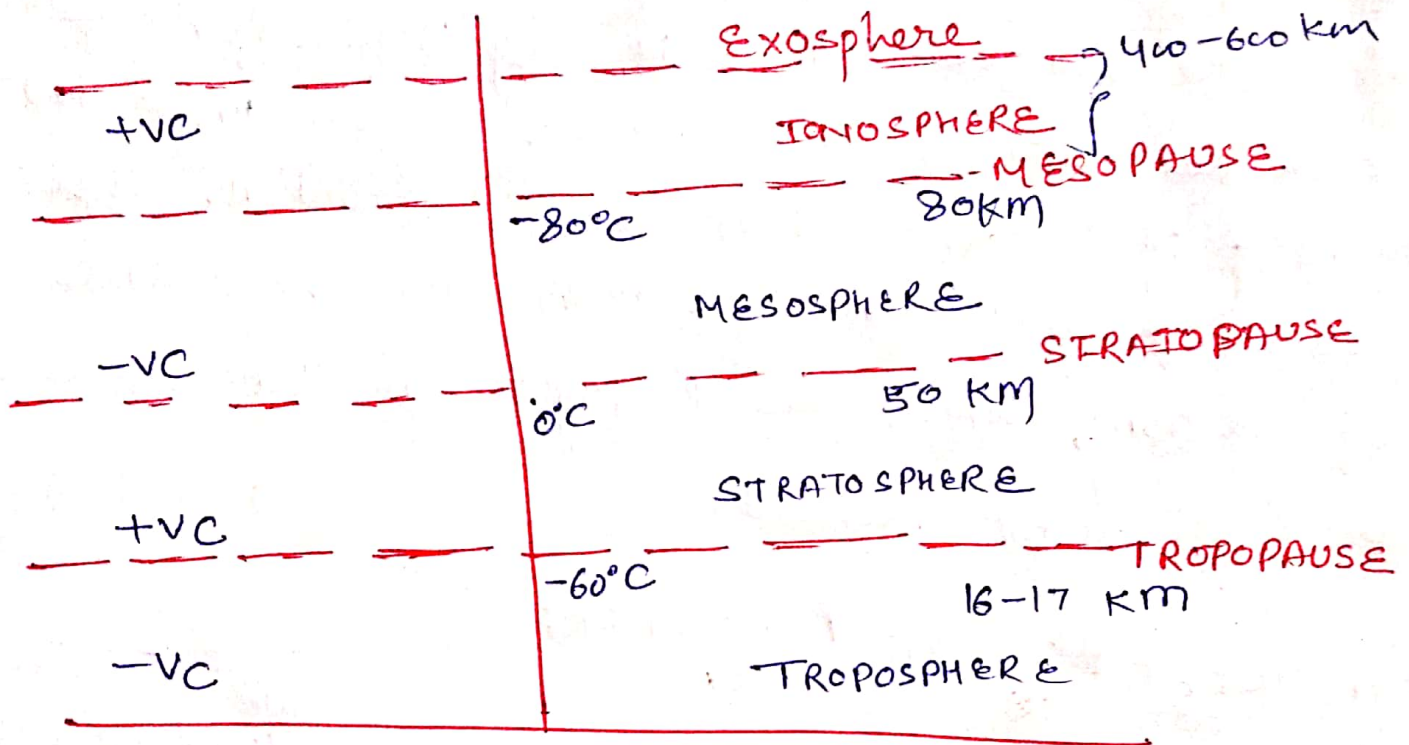 Exosphere 400-600 km
+VC IONOSPHERE
MESOPAUSE
-80°C 80KM
MESOSPHERE
-VC STRATOPAUSE
0°C 50 KM
STRATOSPHERE
+VC
TROPOPAUSE
-60°C 16-17 KM
-VC TROPOSPHERE